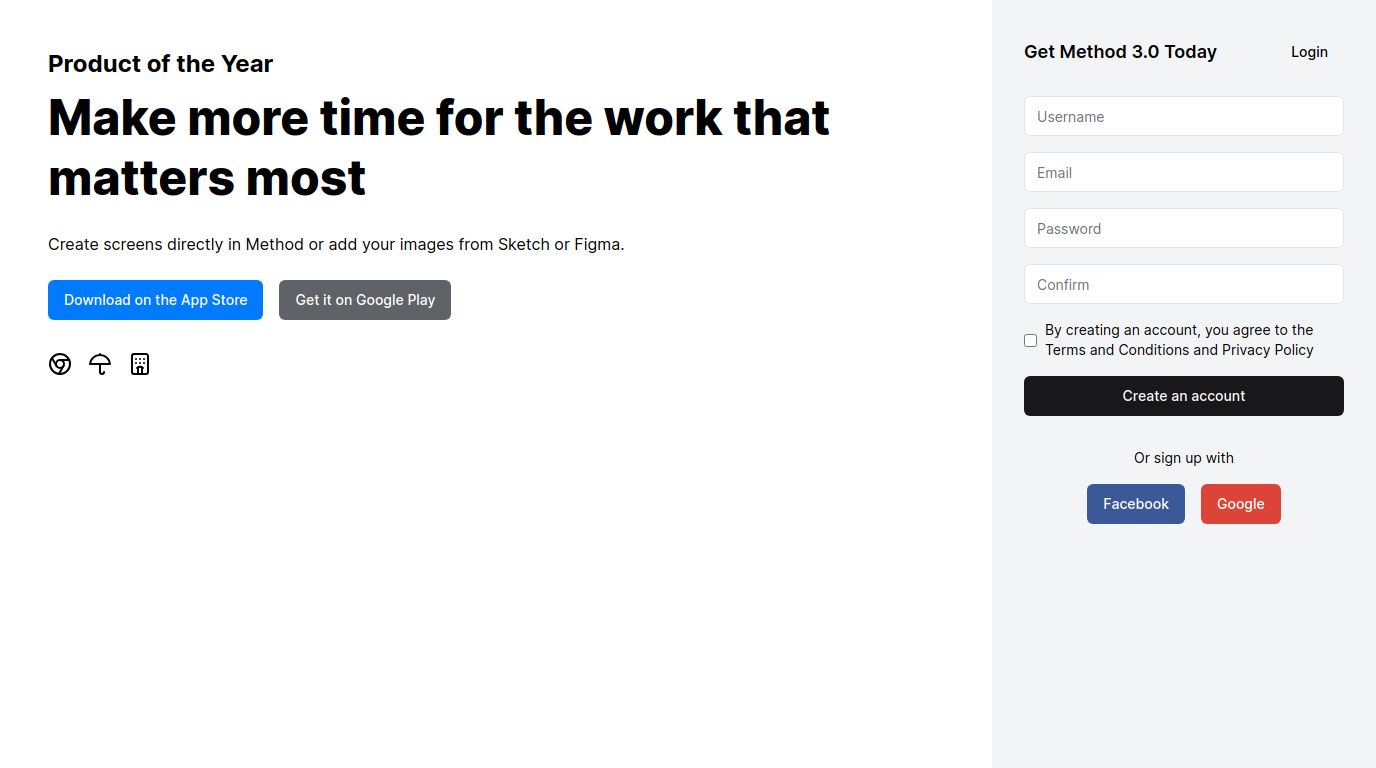 Product of the Year
Make more time for the work that
matters most
Create screens directly in Method or add your images from Sketch or Figma.
Download on the App Store
Get it on Google Play
Get Method 3.0 Today
Login
Username
Email
Password
Confirm
By creating an account, you agree to the
Terms and Conditions and Privacy Policy
Create an account
Or sign up with
Facebook
Google